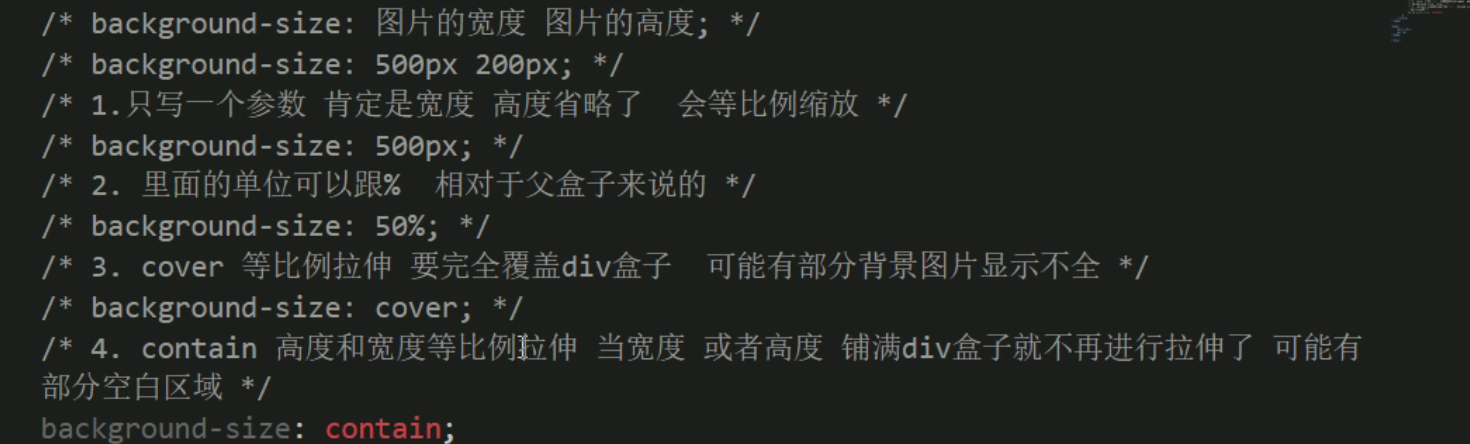 /* background-size: 图片的宽度 图片的高度; */
/* background-size: 500px 200px; */
/* 1.只写一个参数 肯定是宽度 高度省略了  会等比例缩放 */
/* background-size: 500px; */
/* 2. 里面的单位可以跟%  相对于父盒子来说的 */
/* background-size: 50%; */
/* 3. cover 等比例拉伸 要完全覆盖div盒子  可能有部分背景图片显示不全 */
/* background-size: cover; */
/* 4. contain 高度和宽度等比例拉伸 当宽度 或者高度 铺满div盒子就不再进行拉伸了 可能有
部分空白区域 */
background-size: contain;